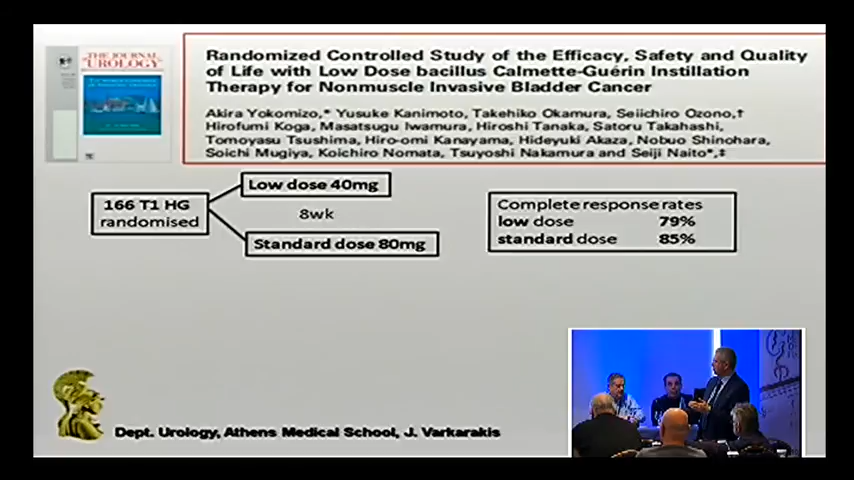 THE JOURNAL
UROLOGY
Randomized Controlled Study of the Efficacy, Safety and Quality
of Life with Low Dose bacillus Calmette-Guérin Instillation
Therapy for Nonmuscle Invasive Bladder Cancer
Akira Yokomizo,* Yusuke Kanimoto, Takehiko Okamura, Seiichiro Ozono,†
Hirofumi Koga, Masatsugu Iwamura, Hiroshi Tanaka, Satoru Takahashi,
Tomoyasu Tsushima, Hiro-omi Kanayama, Hideyuki Akaza, Nobuo Shinohara,
Soichi Mugiya, Koichiro Nomata, Tsuyoshi Nakamura and Seiji Naito*,‡
166 T1 HG
randomised
Low dose 40mg
8wk
Standard dose 80mg
Complete response rates
low dose 79%
standard dose 85%
Dept. Urology, Athens Medical School, J. Varkarakis